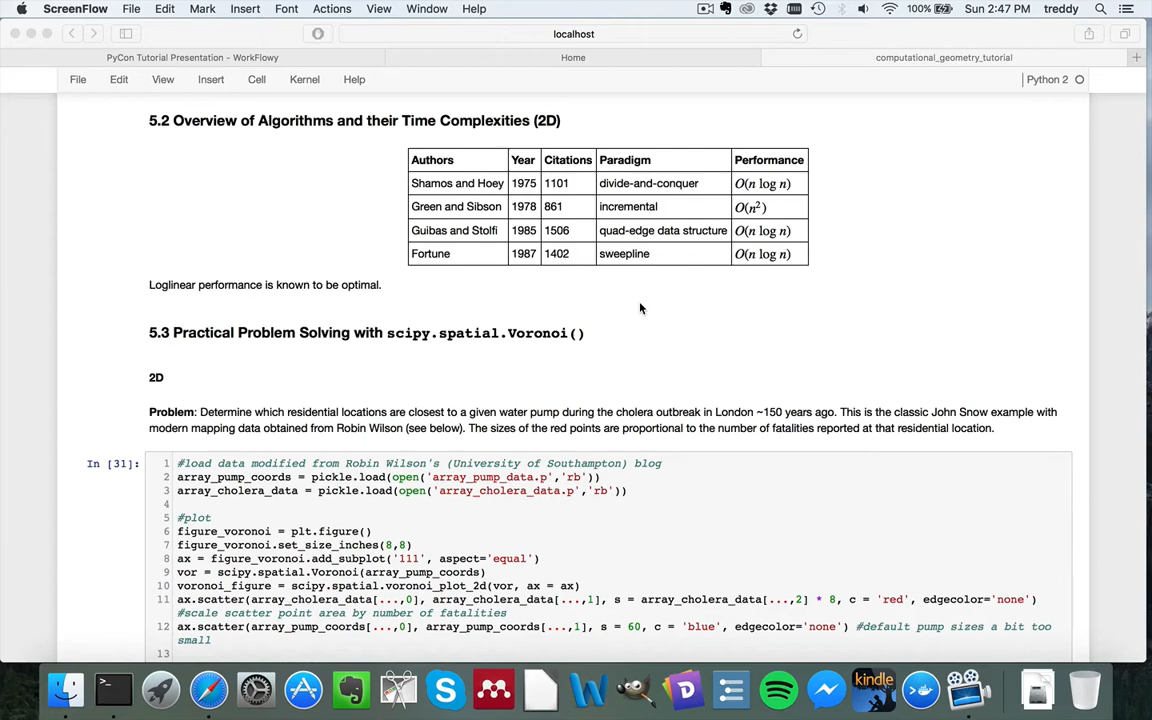 ScreenFlow File Edit Mark Insert Font Actions View Window Help 100% Sun 2:47 PM treddy
localhost
PyCon Tutorial Presentation - WorkFlowy Home computational_geometry_tutorial
File Edit View Insert Cell Kernel Help Python 2
5.2 Overview of Algorithms and their Time Complexities (2D)
Authors Year Citations Paradigm Performance
Shamos and Hoey 1975 1101 divide-and-conquer O(n log n)
Green and Sibson 1978 861 incremental O(n²)
Guibas and Stolfi 1985 1506 quad-edge data structure O(n log n)
Fortune 1987 1402 sweepline O(n log n)
Loglinear performance is known to be optimal.
5.3 Practical Problem Solving with scipy.spatial.Voronoi()
2D
Problem: Determine which residential locations are closest to a given water pump during the cholera outbreak in London ~150 years ago. This is the classic John Snow example with
modern mapping data obtained from Robin Wilson (see below). The sizes of the red points are proportional to the number of fatalities reported at that residential location.
In [31]: 1 #load data modified from Robin Wilson's (University of Southampton) blog
2 array_pump_coords = pickle.load(open('array_pump_data.p','rb'))
3 array_cholera_data = pickle.load(open('array_cholera_data.p','rb'))
4
5 #plot
6 figure_voronoi = plt.figure()
7 figure_voronoi.set_size_inches(8,8)
8 ax = figure_voronoi.add_subplot('111', aspect='equal')
9 vor = scipy.spatial.Voronoi(array_pump_coords)
10 voronoi_figure = scipy.spatial.voronoi_plot_2d(vor, ax = ax)
11 ax.scatter(array_cholera_data[...,0], array_cholera_data[...,1], s = array_cholera_data[...,2] * 8, c = 'red', edgecolor='none')
#scale scatter point area by number of fatalities
12 ax.scatter(array_pump_coords[...,0], array_pump_coords[...,1], s = 60, c = 'blue', edgecolor='none') #default pump sizes a bit too
small
13
kindle